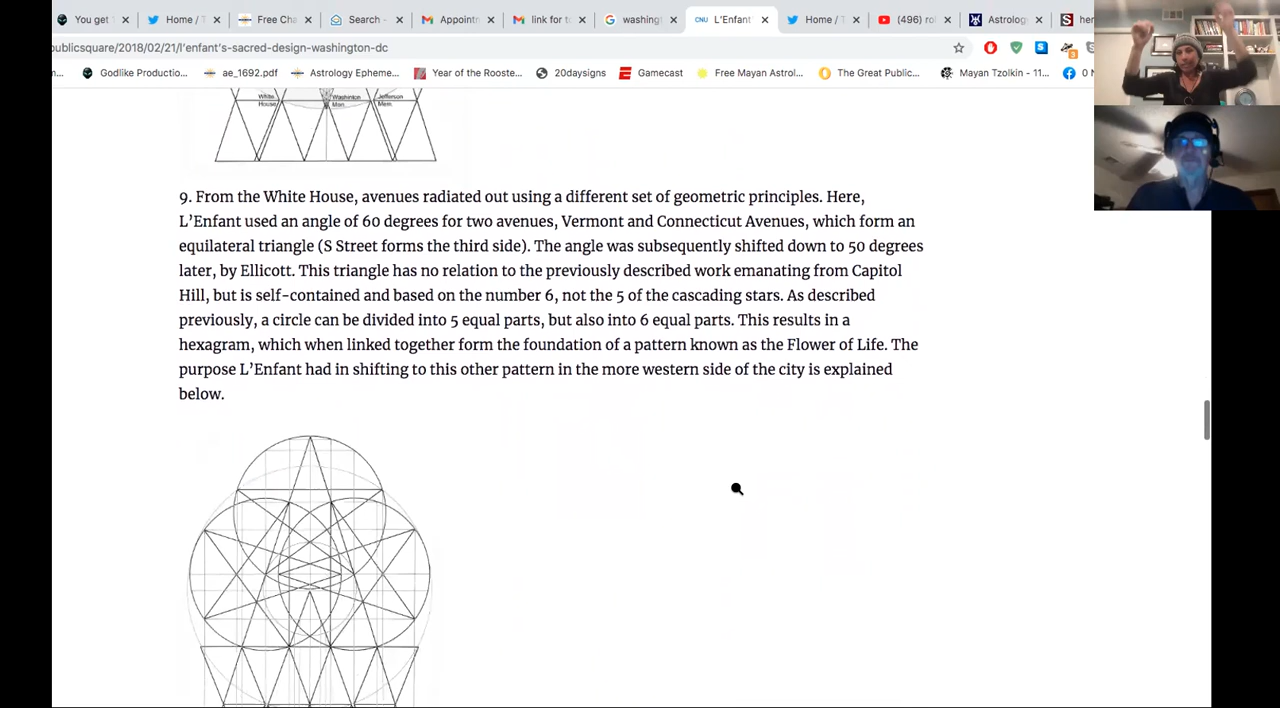 You get
Home / T
Free Cha
Search -
Appointr
link for to
washingt
CNU L'Enfant'
Home / T
(496) rol
Astrology
her
publicsquare/2018/02/21/l'enfant's-sacred-design-washington-dc
Godlike Productio...
ae_1692.pdf
Astrology Epheme...
Year of the Rooste...
20daysigns
Gamecast
Free Mayan Astrol...
The Great Public...
Mayan Tzolkin - 11...
White House
Washinton Mon.
Jefferson Mem.
9. From the White House, avenues radiated out using a different set of geometric principles. Here,
L’Enfant used an angle of 60 degrees for two avenues, Vermont and Connecticut Avenues, which form an
equilateral triangle (S Street forms the third side). The angle was subsequently shifted down to 50 degrees
later, by Ellicott. This triangle has no relation to the previously described work emanating from Capitol
Hill, but is self-contained and based on the number 6, not the 5 of the cascading stars. As described
previously, a circle can be divided into 5 equal parts, but also into 6 equal parts. This results in a
hexagram, which when linked together form the foundation of a pattern known as the Flower of Life. The
purpose L’Enfant had in shifting to this other pattern in the more western side of the city is explained
below.